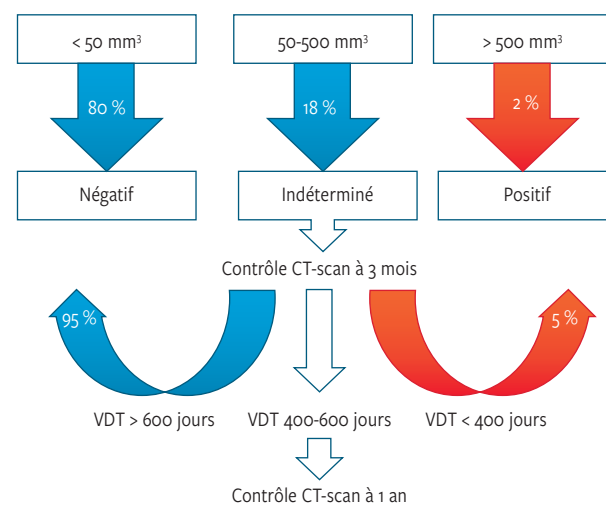 < 50 mm³
50-500 mm³
> 500 mm³
80 %
18 %
2 %
Négatif
Indéterminé
Positif
Contrôle CT-scan à 3 mois
95 %
5 %
VDT > 600 jours
VDT 400-600 jours
VDT < 400 jours
Contrôle CT-scan à 1 an